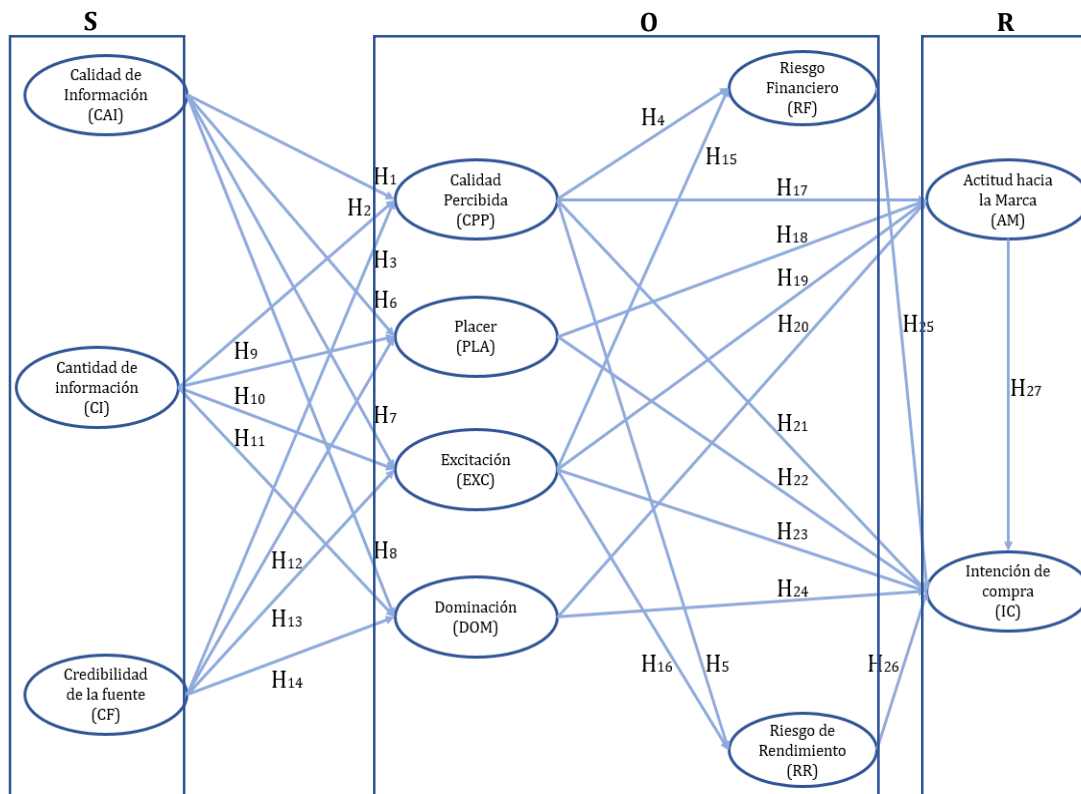 S
O
R
Calidad de
Información
(CAI)
Cantidad de
información
(CI)
Credibilidad
de la fuente
(CF)
H1
H2
H3
H6
H9
H10
H11
H7
H8
H12
H13
H14
Calidad
Percibida
(CPP)
Placer
(PLA)
Excitación
(EXC)
Dominación
(DOM)
Riesgo
Financiero
(RF)
Riesgo de
Rendimiento
(RR)
H4
H15
H17
H18
H19
H20
H21
H22
H23
H24
H16
H5
H26
H25
H27
Actitud hacia
la Marca
(AM)
Intención de
compra
(IC)